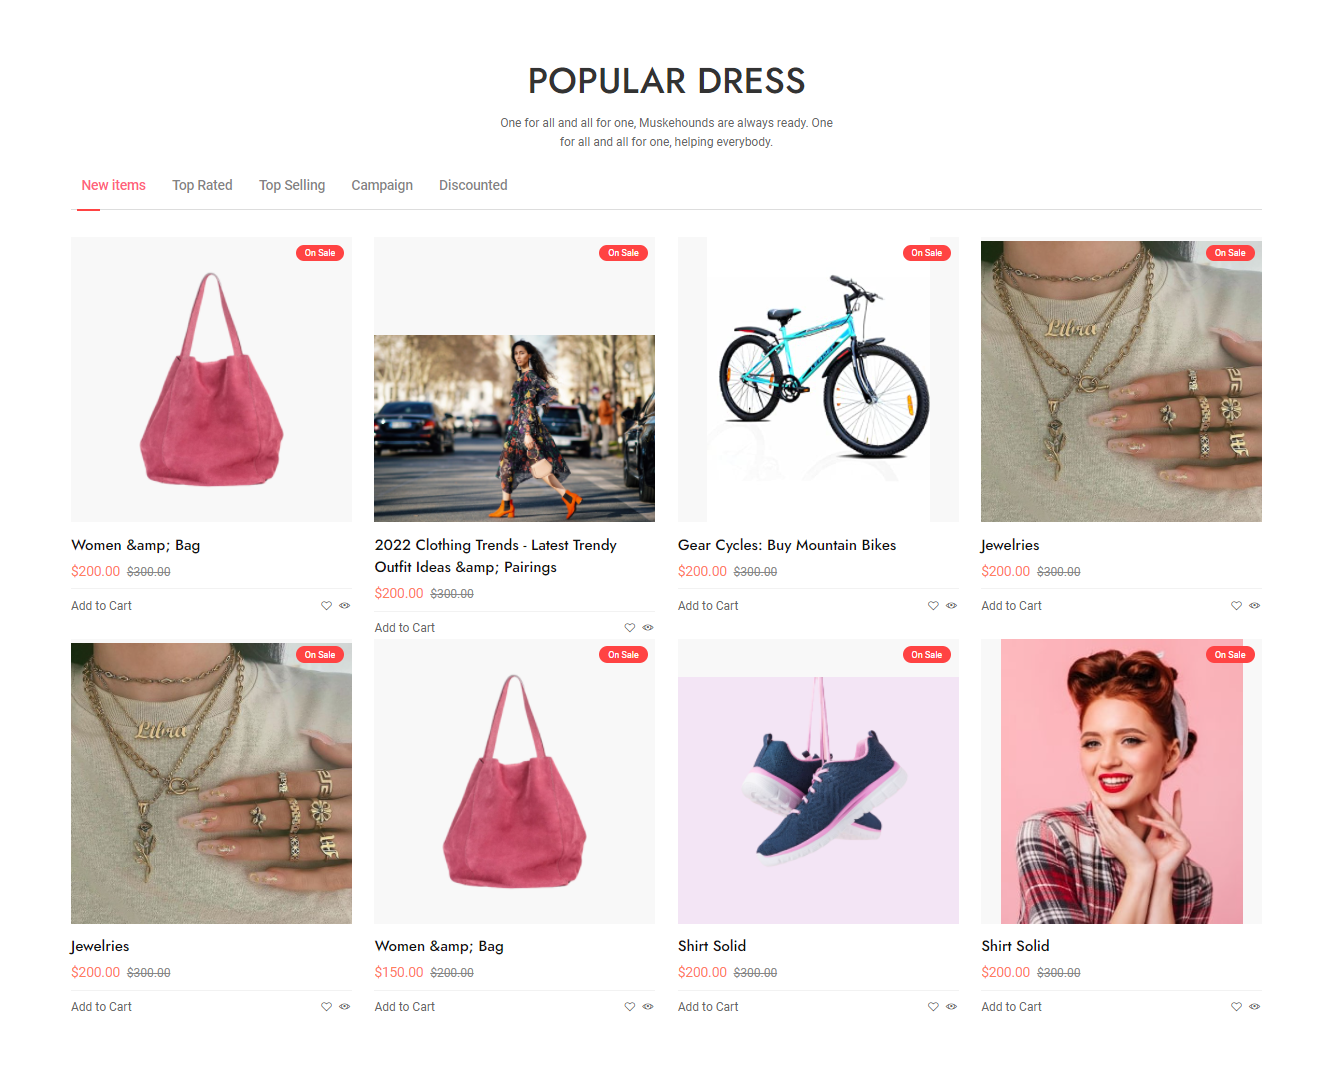 POPULAR DRESS
One for all and all for one, Muskehounds are always ready. One
for all and all for one, helping everybody.
New items
Top Rated
Top Selling
Campaign
Discounted
On Sale
On Sale
On Sale
On Sale
Libra
Women &amp; Bag
$200.00 $300.00
Add to Cart
2022 Clothing Trends - Latest Trendy
Outfit Ideas &amp; Pairings
$200.00 $300.00
Add to Cart
Gear Cycles: Buy Mountain Bikes
$200.00 $300.00
Add to Cart
Jewelries
$200.00 $300.00
Add to Cart
On Sale
On Sale
On Sale
On Sale
Libra
Jewelries
$200.00 $300.00
Add to Cart
Women &amp; Bag
$150.00 $200.00
Add to Cart
Shirt Solid
$200.00 $300.00
Add to Cart
Shirt Solid
$200.00 $300.00
Add to Cart